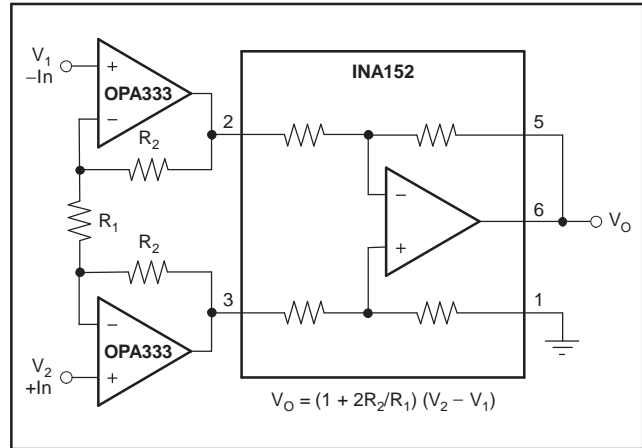 V1
–In
OPA333
R2
R1
R2
OPA333
V2
+In
INA152
2
5
6
3
1
–
+
–
+
–
+
VO
VO = (1 + 2R2/R1) (V2 – V1)